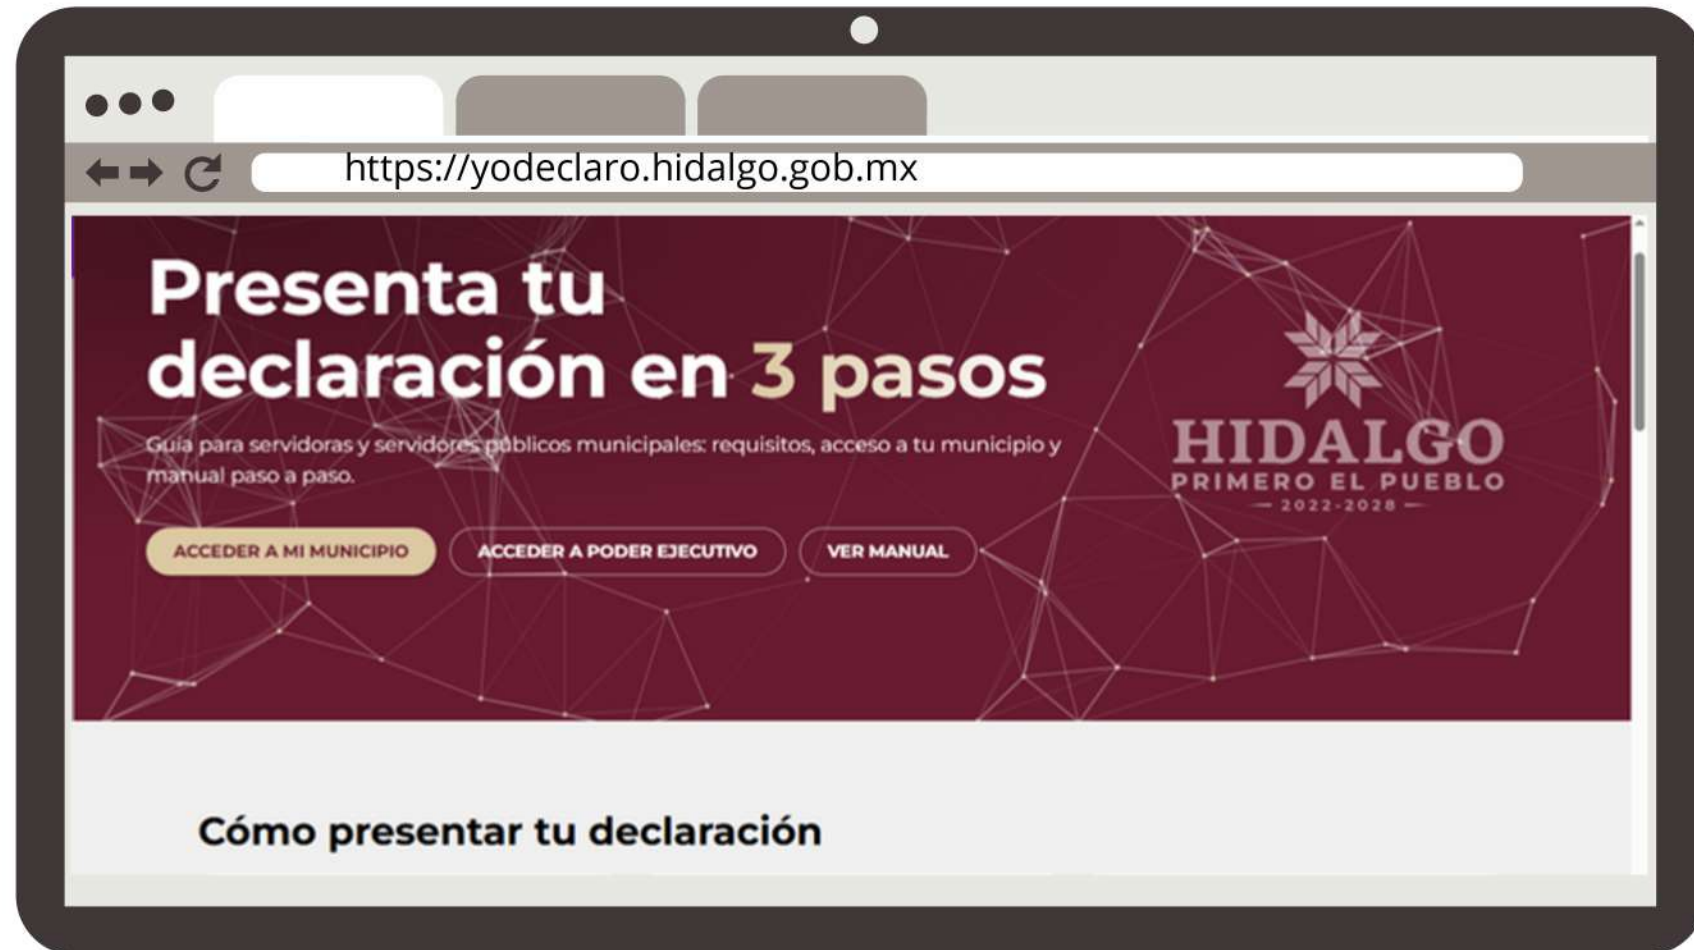 https://yodeclaro.hidalgo.gob.mx
Presenta tu
declaración en 3 pasos
Guía para servidoras y servidores públicos municipales: requisitos, acceso a tu municipio y
manual paso a paso.
ACCEDER A MI MUNICIPIO
ACCEDER A PODER EJECUTIVO
VER MANUAL
HIDALGO
PRIMERO EL PUEBLO
2022-2028
Cómo presentar tu declaración